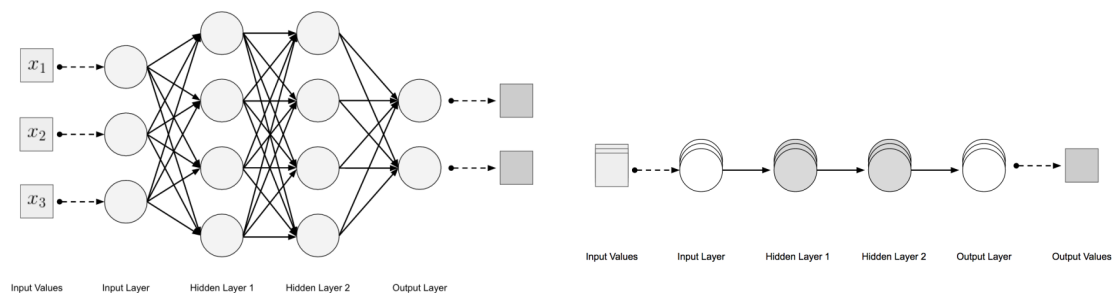 x₁
x₂
x₃
Input Values Input Layer Hidden Layer 1 Hidden Layer 2 Output Layer
Input Values Input Layer Hidden Layer 1 Hidden Layer 2 Output Layer Output Values